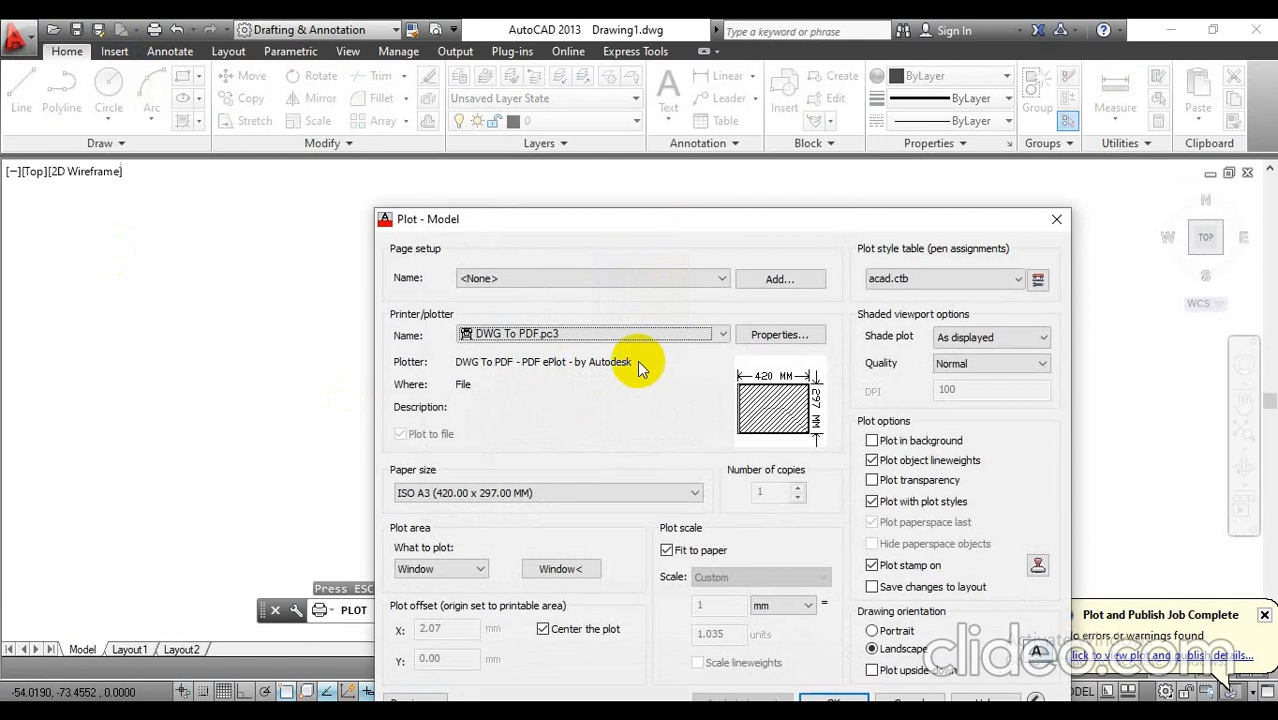 Drafting & Annotation
AutoCAD 2013 Drawing1.dwg
Type a keyword or phrase
Sign In
Home Insert Annotate Layout Parametric View Manage Output Plug-ins Online Express Tools
Line Polyline Circle Arc
Move Rotate Trim
Copy Mirror Fillet
Stretch Scale Array
Unsaved Layer State
0
Text
Linear
Leader
Table
Insert
Create
Edit
ByLayer
ByLayer
ByLayer
Group
Measure
Paste
Draw Modify Layers Annotation Block Properties Groups Utilities Clipboard
[−][Top][2D Wireframe]
N
W TOP E
S
WCS
Plot - Model
Page setup
Name: <None> Add...
Printer/plotter
Name: DWG To PDF.pc3 Properties...
Plotter: DWG To PDF - PDF ePlot - by Autodesk
Where: File
Description:
Plot to file
420 MM
297 MM
Paper size
ISO A3 (420.00 x 297.00 MM)
Number of copies
1
Plot area
What to plot:
Window Window<
Plot offset (origin set to printable area)
X: 2.07 mm
Center the plot
Y: 0.00 mm
Plot scale
Fit to paper
Scale: Custom
1 mm =
1.035 units
Scale lineweights
Plot style table (pen assignments)
acad.ctb
Shaded viewport options
Shade plot As displayed
Quality Normal
DPI 100
Plot options
Plot in background
Plot object lineweights
Plot transparency
Plot with plot styles
Plot paperspace last
Hide paperspace objects
Plot stamp on
Save changes to layout
Drawing orientation
Portrait
Landscape
Plot upside-down
A
Press ESC
PLOT
Model Layout1 Layout2
-54.0190, -73.4552, 0.0000
Plot and Publish Job Complete
No errors or warnings found
Click to view plot and publish details...
clideo.com
MODEL